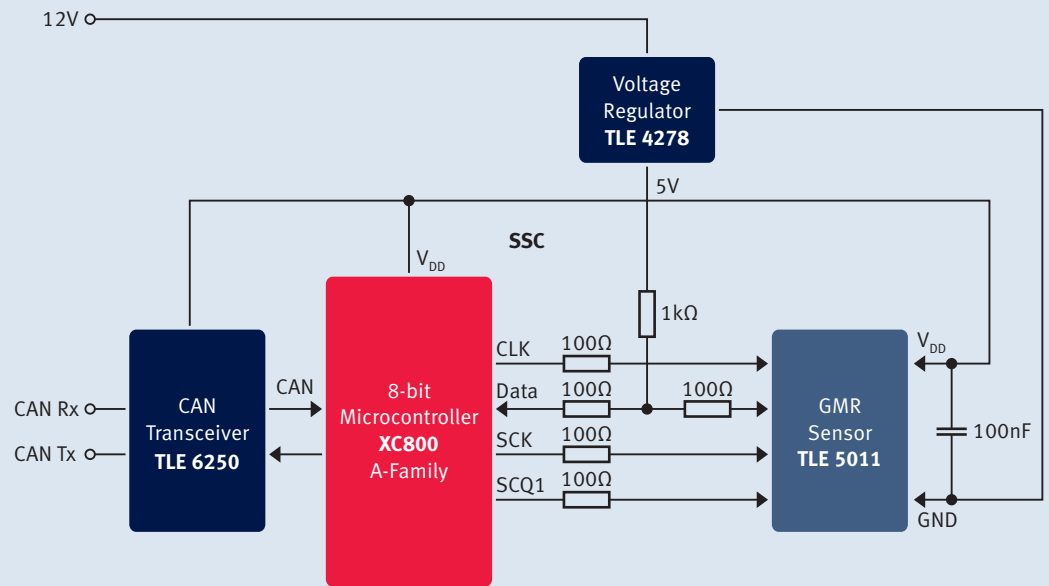 12V
Voltage
Regulator
TLE 4278
5V
SSC
VDD
1kΩ
CLK
100Ω
VDD
CAN Rx
CAN Tx
CAN
Transceiver
TLE 6250
CAN
8-bit
Microcontroller
XC800
A-Family
Data
100Ω
100Ω
SCK
100Ω
SCQ1
100Ω
GMR
Sensor
TLE 5011
100nF
GND